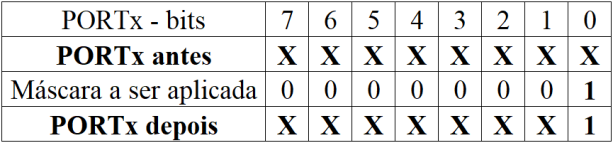 PORTx - bits 7 6 5 4 3 2 1 0
PORTx antes X X X X X X X X
Máscara a ser aplicada 0 0 0 0 0 0 0 1
PORTx depois X X X X X X X 1